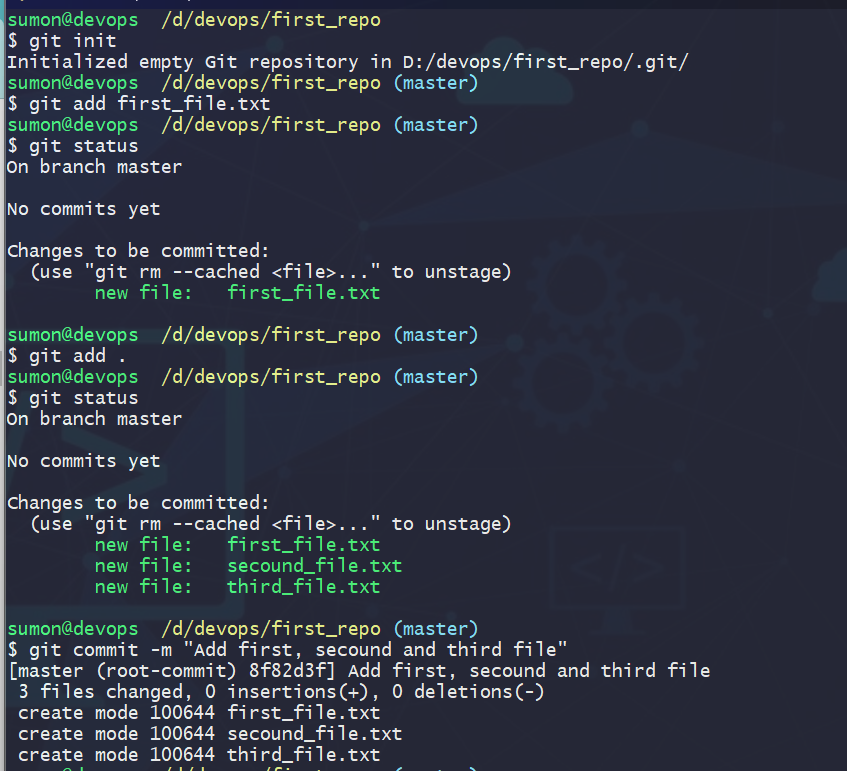 sumon@devops  /d/devops/first_repo
$ git init
Initialized empty Git repository in D:/devops/first_repo/.git/
sumon@devops  /d/devops/first_repo (master)
$ git add first_file.txt
sumon@devops  /d/devops/first_repo (master)
$ git status
On branch master

No commits yet

Changes to be committed:
  (use "git rm --cached <file>..." to unstage)
        new file:   first_file.txt

sumon@devops  /d/devops/first_repo (master)
$ git add .
sumon@devops  /d/devops/first_repo (master)
$ git status
On branch master

No commits yet

Changes to be committed:
  (use "git rm --cached <file>..." to unstage)
        new file:   first_file.txt
        new file:   secound_file.txt
        new file:   third_file.txt

sumon@devops  /d/devops/first_repo (master)
$ git commit -m "Add first, secound and third file"
[master (root-commit) 8f82d3f] Add first, secound and third file
 3 files changed, 0 insertions(+), 0 deletions(-)
 create mode 100644 first_file.txt
 create mode 100644 secound_file.txt
 create mode 100644 third_file.txt